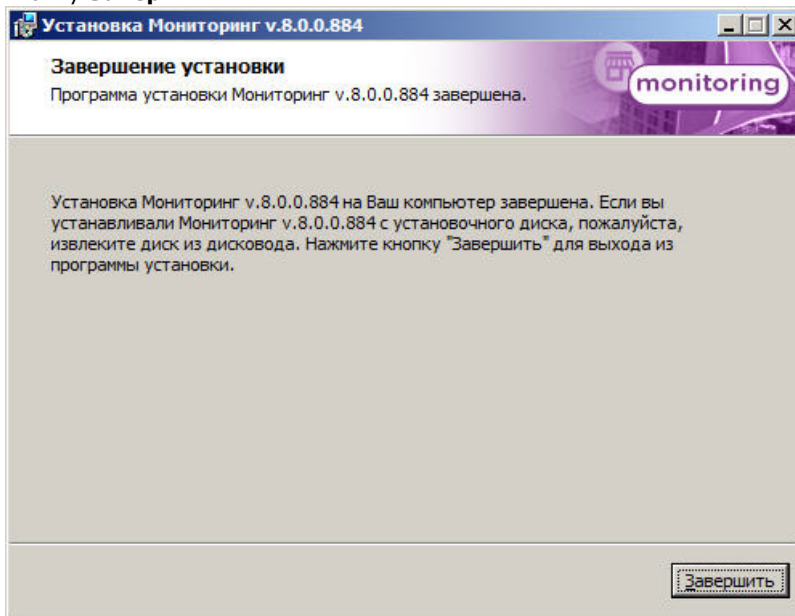 Установка Мониторинг v.8.0.0.884
Завершение установки
Программа установки Мониторинг v.8.0.0.884 завершена.
monitoring
Установка Мониторинг v.8.0.0.884 на Ваш компьютер завершена. Если вы
устанавливали Мониторинг v.8.0.0.884 с установочного диска, пожалуйста,
извлеките диск из дисковода. Нажмите кнопку "Завершить" для выхода из
программы установки.
Завершить